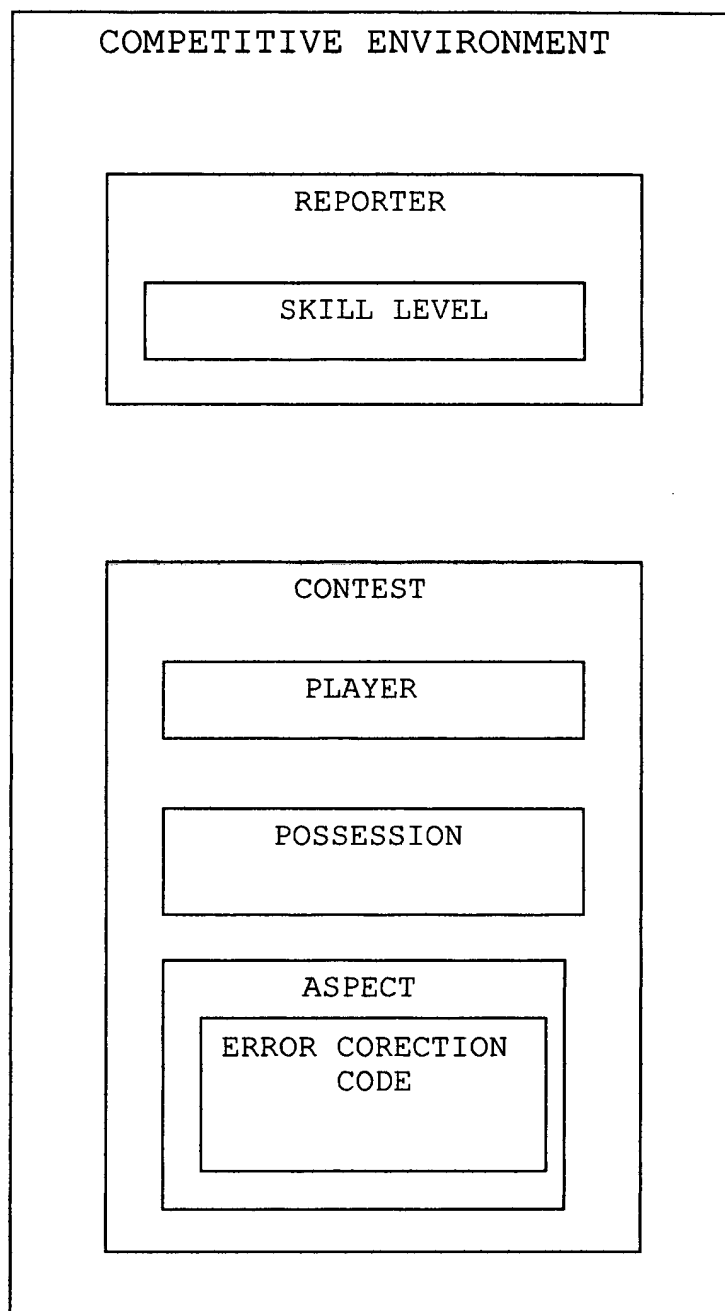 COMPETITIVE ENVIRONMENT
REPORTER
SKILL LEVEL
CONTEST
PLAYER
POSSESSION
ASPECT
ERROR CORECTION
CODE